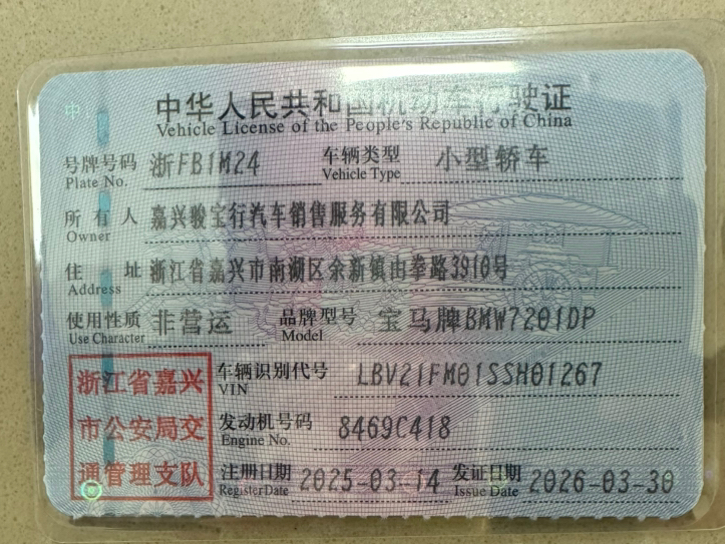 中华人民共和国机动车行驶证
Vehicle License of the People's Republic of China
号牌号码 浙FB1M24 车辆类型 小型轿车
Plate No. Vehicle Type
所有人 嘉兴骏宝行汽车销售服务有限公司
Owner
住址 浙江省嘉兴市南湖区余新镇由拳路3910号
Address
使用性质 非营运 品牌型号 宝马牌BMW7201DP
Use Character Model
浙江省嘉兴
市公安局交
通管理支队
车辆识别代号 LBV21FM01SSH01267
VIN
发动机号码 8469C418
Engine No.
注册日期 2025-03-14 发证日期 2026-03-30
Register Date Issue Date